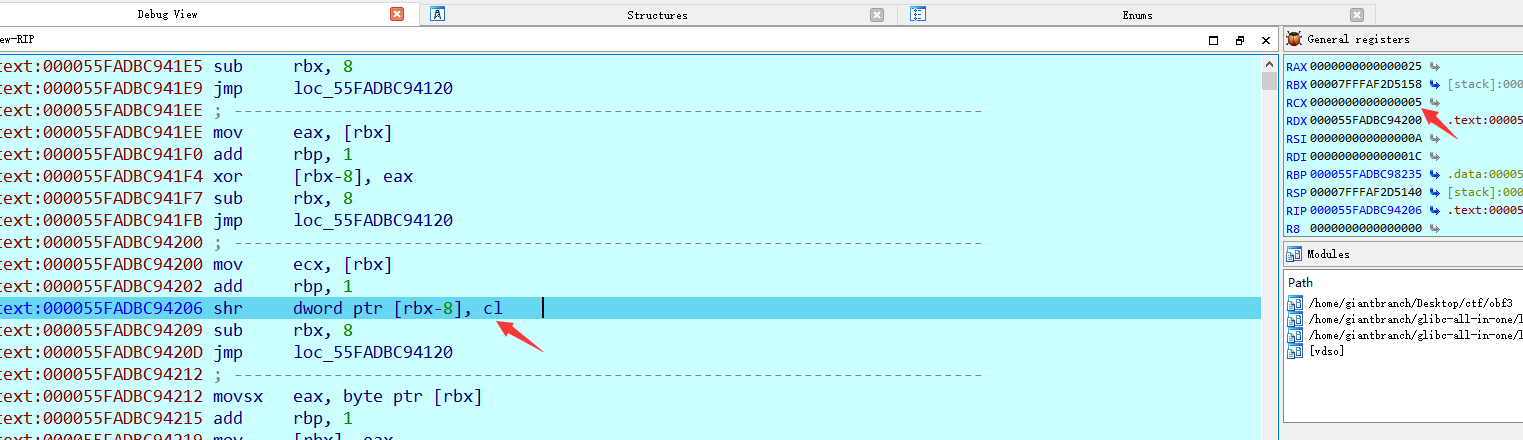 Debug View Structures Enums
ew-RIP
General registers
text:000055FADBC941E5 sub rbx, 8
text:000055FADBC941E9 jmp loc_55FADBC94120
text:000055FADBC941EE ; ---------------------------------------------------------------------------
text:000055FADBC941EE mov eax, [rbx]
text:000055FADBC941F0 add rbp, 1
text:000055FADBC941F4 xor [rbx-8], eax
text:000055FADBC941F7 sub rbx, 8
text:000055FADBC941FB jmp loc_55FADBC94120
text:000055FADBC94200 ; ---------------------------------------------------------------------------
text:000055FADBC94200 mov ecx, [rbx]
text:000055FADBC94202 add rbp, 1
text:000055FADBC94206 shr dword ptr [rbx-8], cl
text:000055FADBC94209 sub rbx, 8
text:000055FADBC9420D jmp loc_55FADBC94120
text:000055FADBC94212 ; ---------------------------------------------------------------------------
text:000055FADBC94212 movsx eax, byte ptr [rbx]
text:000055FADBC94215 add rbp, 1
text:000055FADBC94219 mov [rbx], eax
RAX 0000000000000025
RBX 00007FFFAF2D5158 [stack]:000
RCX 0000000000000005
RDX 000055FADBC94200 .text:00005
RSI 000000000000000A
RDI 000000000000001C
RBP 000055FADBC98235 .data:00005
RSP 00007FFFAF2D5140 [stack]:000
RIP 000055FADBC94206 .text:00005
R8 0000000000000000
Modules
Path
/home/giantbranch/Desktop/ctf/obf3
/home/giantbranch/glibc-all-in-one/l
/home/giantbranch/glibc-all-in-one/l
[vdso]